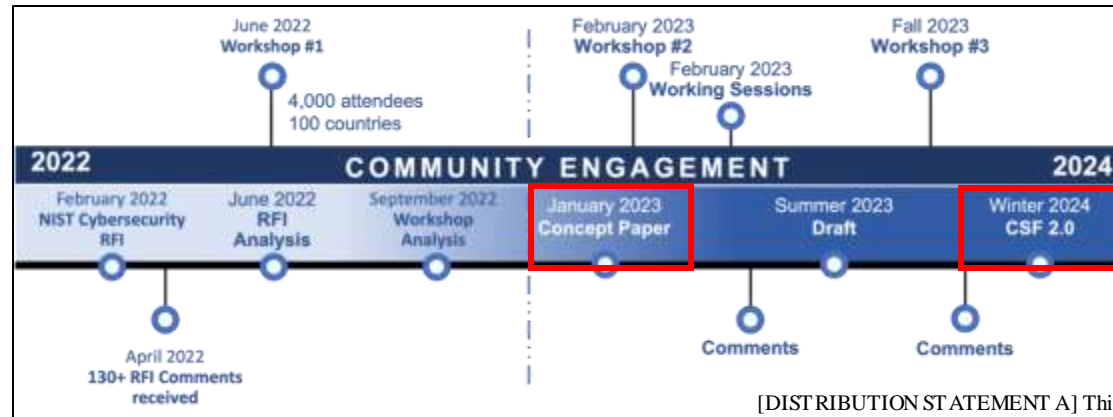 June 2022
Workshop #1
4,000 attendees
100 countries
February 2023
Workshop #2
February 2023
Working Sessions
Fall 2023
Workshop #3
2022
COMMUNITY ENGAGEMENT
2024
February 2022
NIST Cybersecurity
RFI
June 2022
RFI
Analysis
September 2022
Workshop
Analysis
January 2023
Concept Paper
Summer 2023
Draft
Winter 2024
CSF 2.0
April 2022
130+ RFI Comments
received
Comments
Comments
[DISTRIBUTION STATEMENT A] Thi